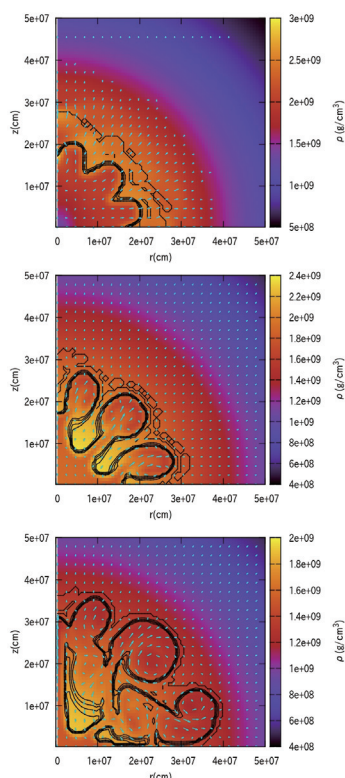 5e+07
4e+07
3e+07
2e+07
1e+07
0
z(cm)
0 1e+07 2e+07 3e+07 4e+07 5e+07
r(cm)
3e+09
2.5e+09
2e+09
1.5e+09
1e+09
5e+08
ρ (g/cm³)
5e+07
4e+07
3e+07
2e+07
1e+07
0
z(cm)
0 1e+07 2e+07 3e+07 4e+07 5e+07
r(cm)
2.4e+09
2.2e+09
2e+09
1.8e+09
1.6e+09
1.4e+09
1.2e+09
1e+09
8e+08
6e+08
4e+08
ρ (g/cm³)
5e+07
4e+07
3e+07
2e+07
1e+07
0
z(cm)
0 1e+07 2e+07 3e+07 4e+07 5e+07
r(cm)
2e+09
1.8e+09
1.6e+09
1.4e+09
1.2e+09
1e+09
8e+08
6e+08
4e+08
ρ (g/cm³)